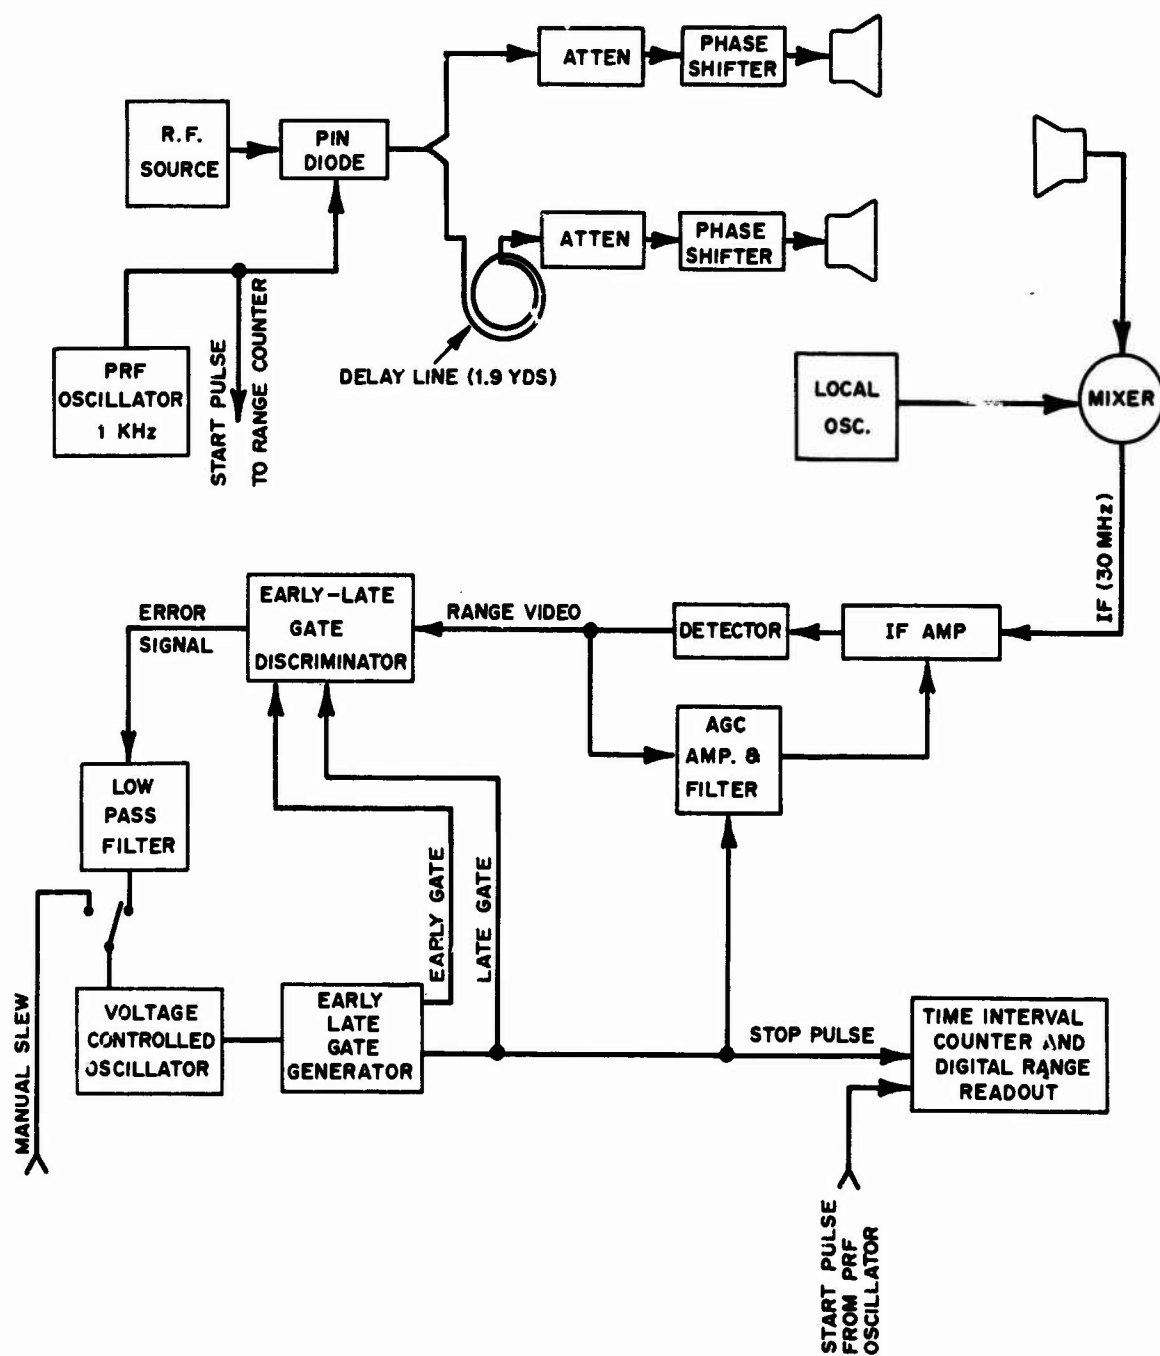 ATTEN
PHASE
SHIFTER
R.F.
SOURCE
PIN
DIODE
ATTEN
PHASE
SHIFTER
PRF
OSCILLATOR
1 KHz
START PULSE
TO RANGE COUNTER
DELAY LINE (1.9 YDS)
LOCAL
OSC.
MIXER
IF (30 MHz)
ERROR
SIGNAL
EARLY-LATE
GATE
DISCRIMINATOR
RANGE VIDEO
DETECTOR
IF AMP
AGC
AMP. &
FILTER
LOW
PASS
FILTER
EARLY GATE
LATE GATE
MANUAL SLEW
VOLTAGE
CONTROLLED
OSCILLATOR
EARLY
LATE
GATE
GENERATOR
STOP PULSE
TIME INTERVAL
COUNTER AND
DIGITAL RANGE
READOUT
START PULSE
FROM PRF
OSCILLATOR